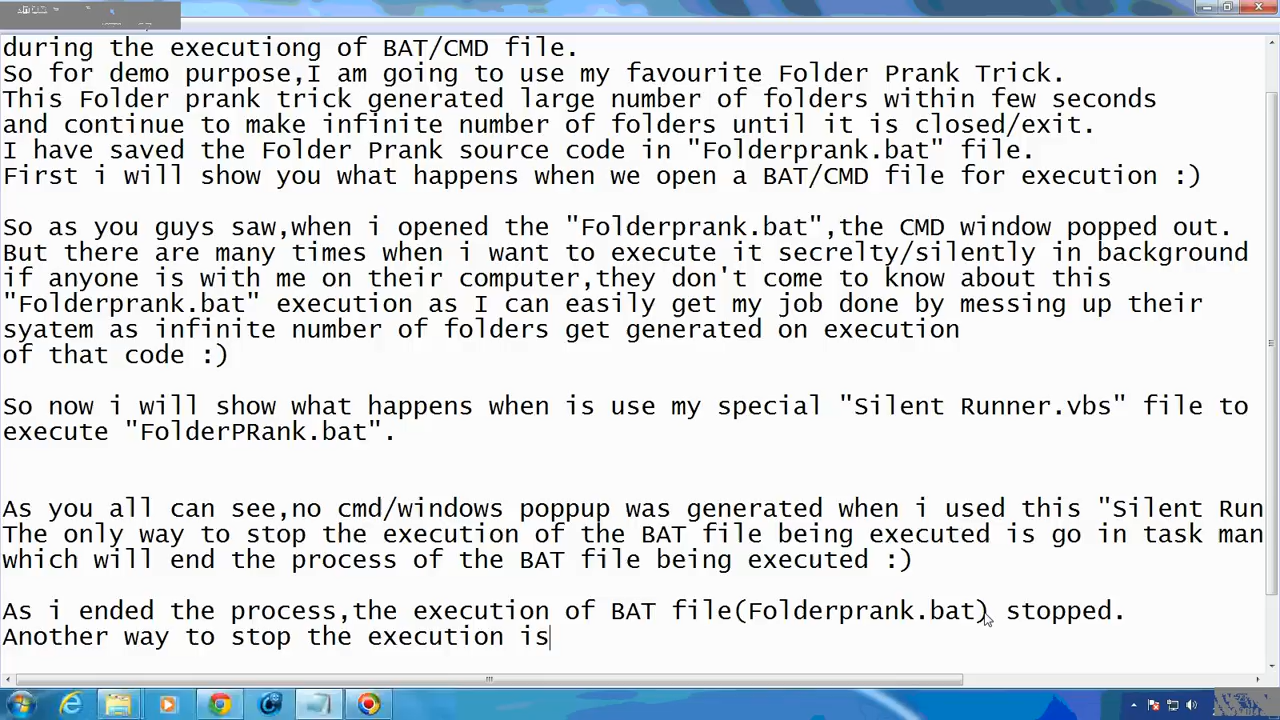 during the executiong of BAT/CMD file.
So for demo purpose,I am going to use my favourite Folder Prank Trick.
This Folder prank trick generated large number of folders within few seconds
and continue to make infinite number of folders until it is closed/exit.
I have saved the Folder Prank source code in "Folderprank.bat" file.
First i will show you what happens when we open a BAT/CMD file for execution :)
So as you guys saw,when i opened the "Folderprank.bat",the CMD window popped out.
But there are many times when i want to execute it secrelty/silently in background
if anyone is with me on their computer,they don't come to know about this
"Folderprank.bat" execution as I can easily get my job done by messing up their
syatem as infinite number of folders get generated on execution
of that code :)
So now i will show what happens when is use my special "Silent Runner.vbs" file to
execute "FolderPRank.bat".
As you all can see,no cmd/windows poppup was generated when i used this "Silent Run
The only way to stop the execution of the BAT file being executed is go in task man
which will end the process of the BAT file being executed :)
As i ended the process,the execution of BAT file(Folderprank.bat) stopped.
Another way to stop the execution is